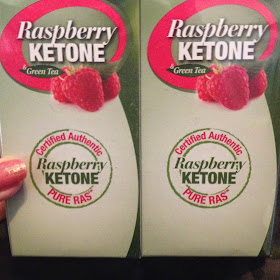 Raspberry
KETONE
& Green Tea
Certified Authentic
Raspberry
KETONE
PURE RAS
Raspberry
KETONE
& Green Tea
Certified Authentic
Raspberry
KETONE
PURE RAS